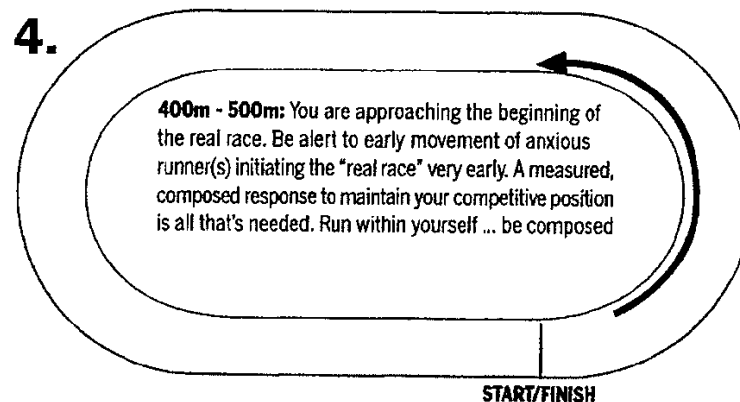 4.
400m - 500m: You are approaching the beginning of
the real race. Be alert to early movement of anxious
runner(s) initiating the "real race" very early. A measured,
composed response to maintain your competitive position
is all that's needed. Run within yourself ... be composed
START/FINISH